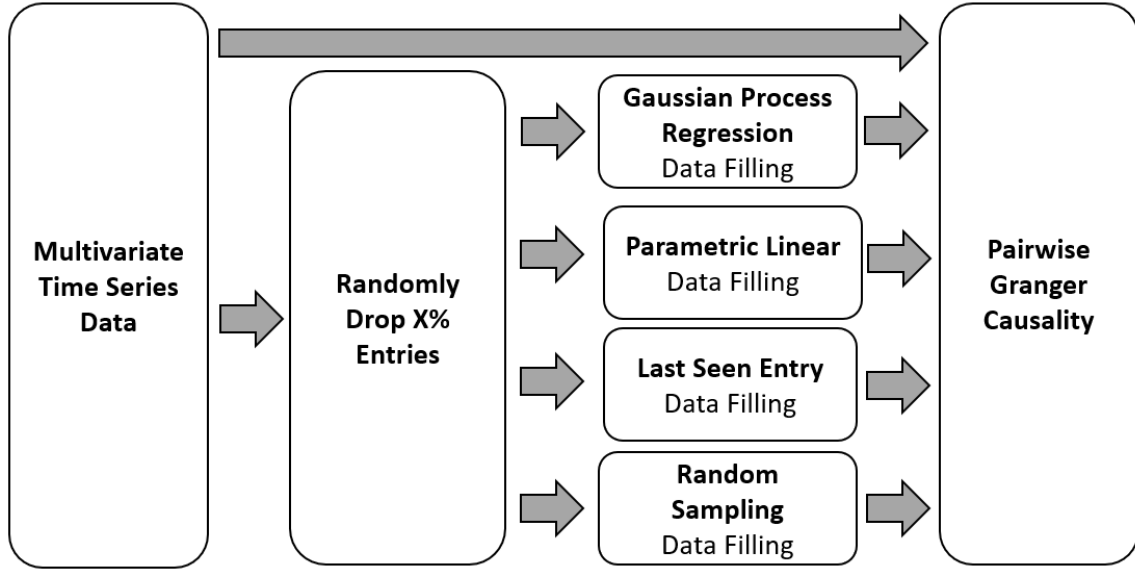 Multivariate
Time Series
Data
Randomly
Drop X%
Entries
Gaussian Process
Regression
Data Filling
Parametric Linear
Data Filling
Last Seen Entry
Data Filling
Random
Sampling
Data Filling
Pairwise
Granger
Causality